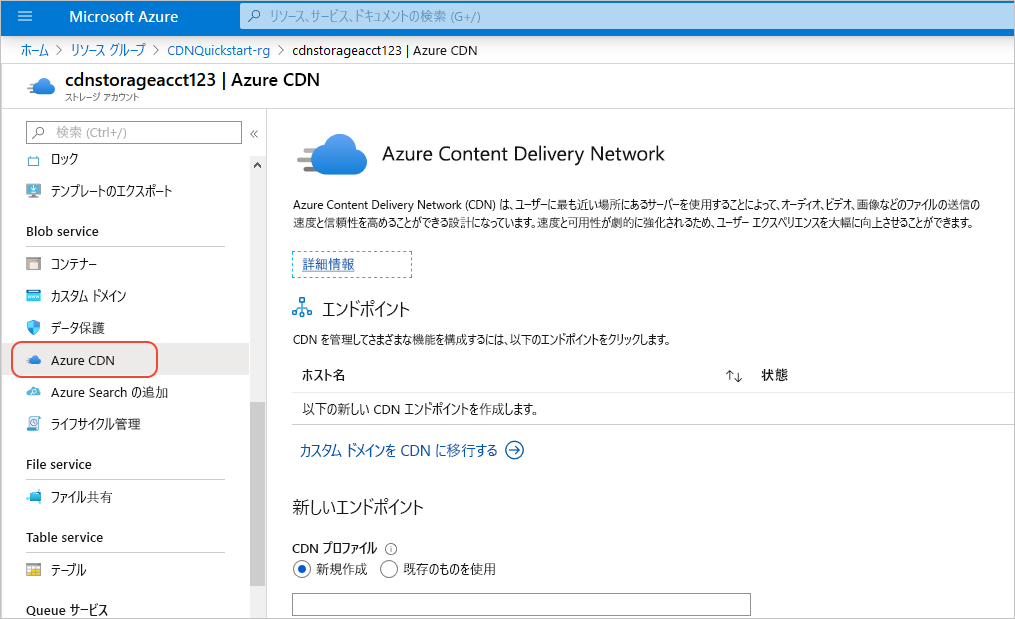 Microsoft Azure
リソース、サービス、ドキュメントの検索 (G+/)
ホーム > リソース グループ > CDNQuickstart-rg > cdnstorageacct123 | Azure CDN
cdnstorageacct123 | Azure CDN
ストレージ アカウント
検索 (Ctrl+/)
«
ロック
テンプレートのエクスポート
Blob service
コンテナー
カスタム ドメイン
データ保護
Azure CDN
Azure Search の追加
ライフサイクル管理
File service
ファイル共有
Table service
テーブル
Queue サービス
Azure Content Delivery Network
Azure Content Delivery Network (CDN) は、ユーザーに最も近い場所にあるサーバーを使用することによって、オーディオ、ビデオ、画像などのファイルの送信の
速度と信頼性を高めることができる設計になっています。速度と可用性が劇的に強化されるため、ユーザー エクスペリエンスを大幅に向上させることができます。
詳細情報
エンドポイント
CDN を管理してさまざまな機能を構成するには、以下のエンドポイントをクリックします。
ホスト名 ↑↓ 状態
以下の新しい CDN エンドポイントを作成します。
カスタム ドメインを CDN に移行する
新しいエンドポイント
CDN プロファイル
新規作成 既存のものを使用